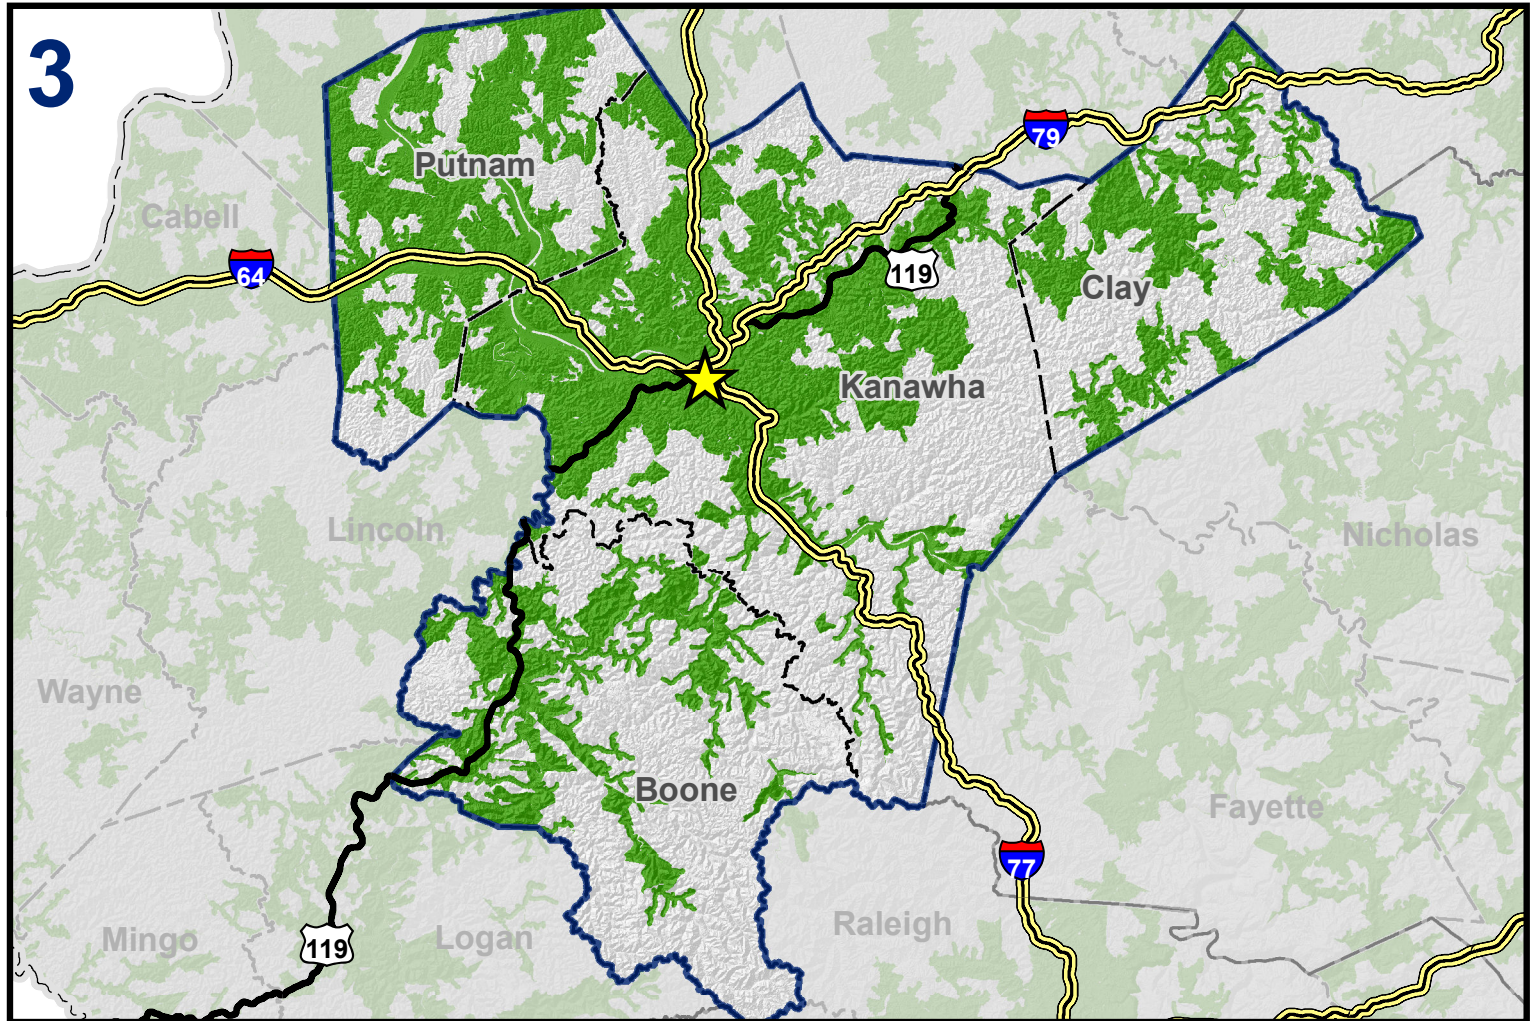 3
79
Putnam
Cabell
64
119
Clay
Kanawha
Lincoln
Nicholas
Wayne
Boone
Fayette
77
Raleigh
Mingo
Logan
119